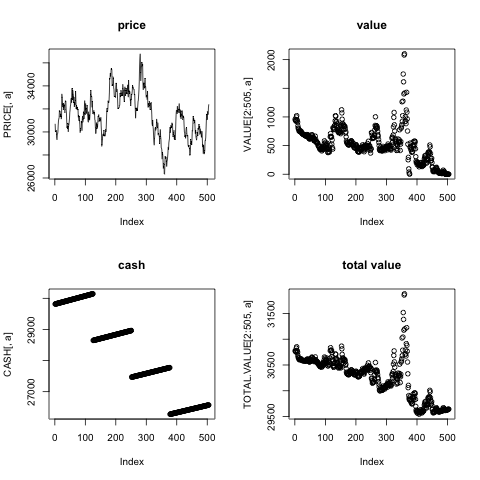 price
PRICE[, a]
26000 30000 34000
0 100 200 300 400 500
Index
value
VALUE[2:505, a]
0 500 1000 2000
0 100 200 300 400 500
Index
cash
CASH[, a]
27000 29000
0 100 200 300 400 500
Index
total value
TOTAL.VALUE[2:505, a]
29500 30500 31500
0 100 200 300 400 500
Index